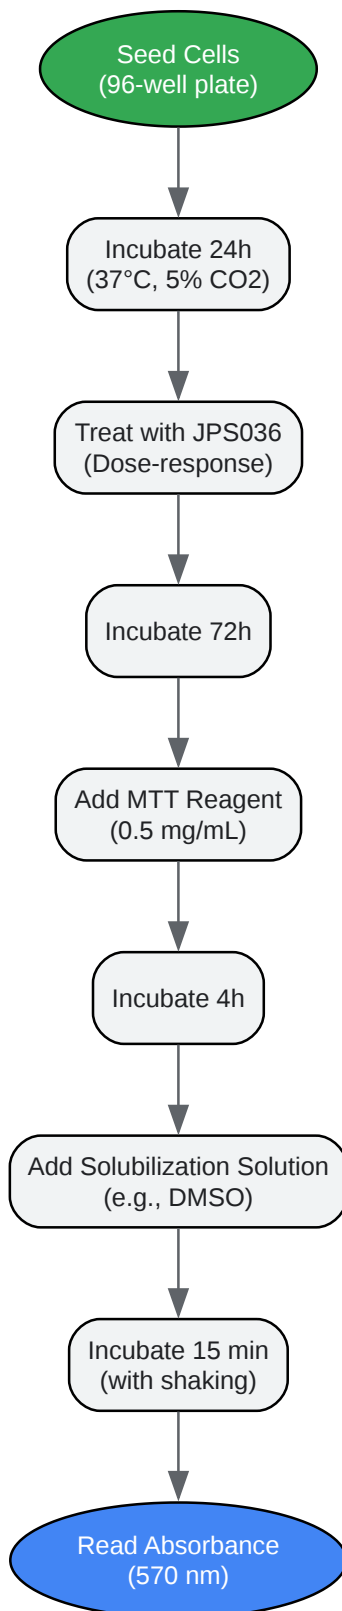 Seed Cells
(96-well plate)
Incubate 24h
(37°C, 5% CO2)
Treat with JPS036
(Dose-response)
Incubate 72h
Add MTT Reagent
(0.5 mg/mL)
Incubate 4h
Add Solubilization Solution
(e.g., DMSO)
Incubate 15 min
(with shaking)
Read Absorbance
(570 nm)